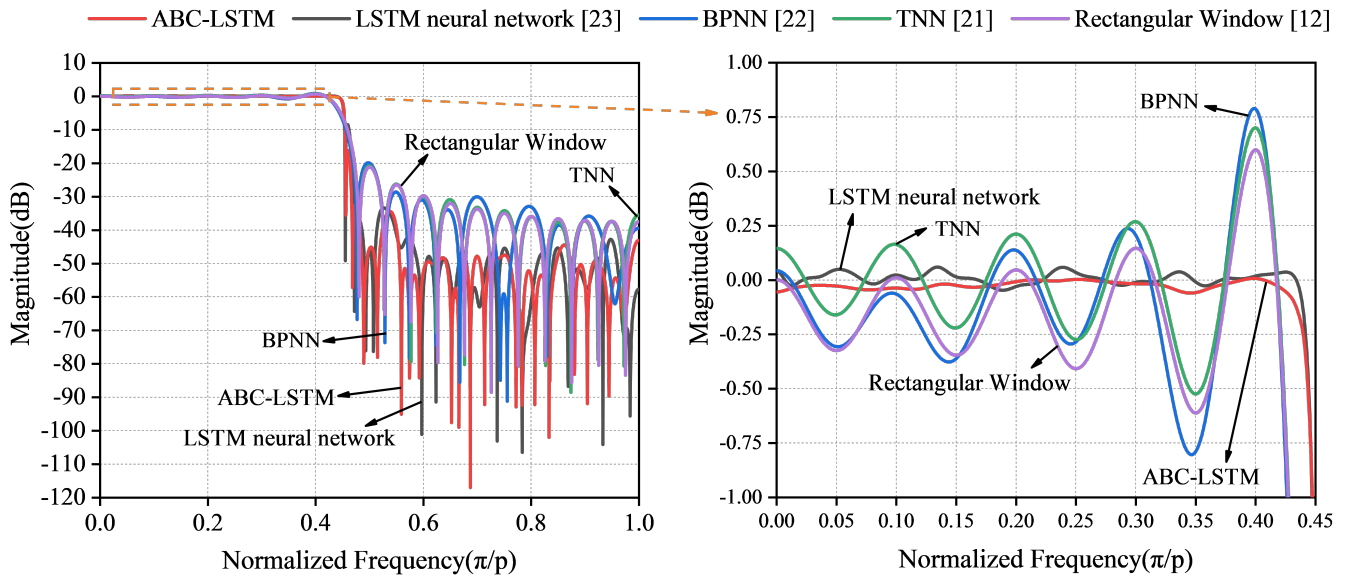 ABC-LSTM LSTM neural network [23] BPNN [22] TNN [21] Rectangular Window [12]
10
0
-10
-20
-30
-40
-50
-60
-70
-80
-90
-100
-110
-120
Magnitude(dB)
Rectangular Window
TNN
BPNN
ABC-LSTM
LSTM neural network
0.0 0.2 0.4 0.6 0.8 1.0
Normalized Frequency(π/p)
1.00
0.75
0.50
0.25
0.00
-0.25
-0.50
-0.75
-1.00
Magnitude(dB)
BPNN
LSTM neural network
TNN
Rectangular Window
ABC-LSTM
0.00 0.05 0.10 0.15 0.20 0.25 0.30 0.35 0.40 0.45
Normalized Frequency(π/p)